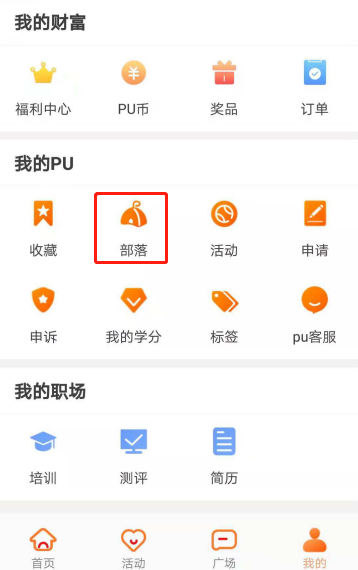 我的财富
福利中心 PU币 奖品 订单
我的PU
收藏 部落 活动 申请
申诉 我的学分 标签 pu客服
我的职场
培训 测评 简历
首页 活动 广场 我的